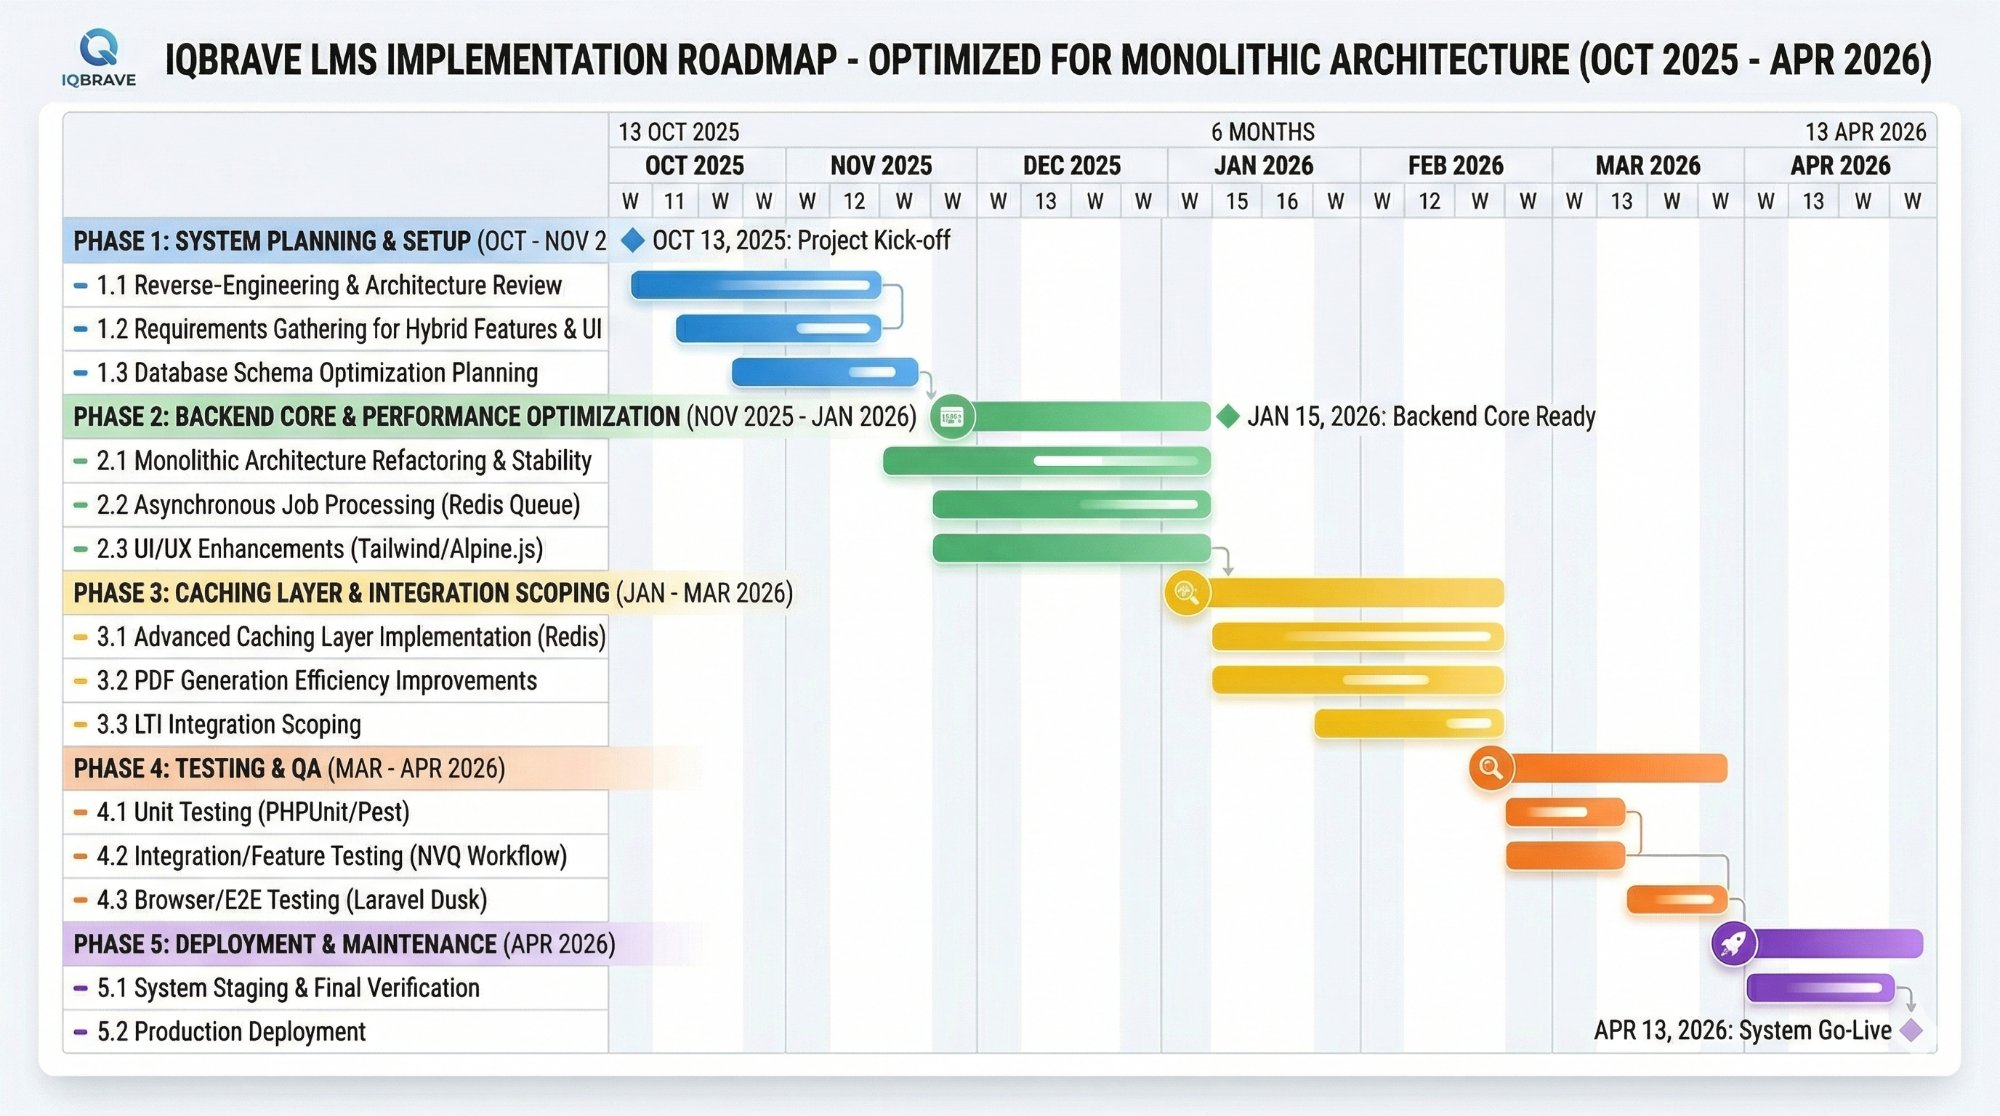 IQBRAVE
IQBRAVE LMS IMPLEMENTATION ROADMAP - OPTIMIZED FOR MONOLITHIC ARCHITECTURE (OCT 2025 - APR 2026)
13 OCT 2025 6 MONTHS 13 APR 2026
OCT 2025 NOV 2025 DEC 2025 JAN 2026 FEB 2026 MAR 2026 APR 2026
W 11 W W W 12 W W W 13 W W W 15 16 W W 12 W W W 13 W W W 13 W W
PHASE 1: SYSTEM PLANNING & SETUP (OCT - NOV 2 OCT 13, 2025: Project Kick-off
- 1.1 Reverse-Engineering & Architecture Review
- 1.2 Requirements Gathering for Hybrid Features & UI
- 1.3 Database Schema Optimization Planning
PHASE 2: BACKEND CORE & PERFORMANCE OPTIMIZATION (NOV 2025 - JAN 2026) JAN 15, 2026: Backend Core Ready
- 2.1 Monolithic Architecture Refactoring & Stability
- 2.2 Asynchronous Job Processing (Redis Queue)
- 2.3 UI/UX Enhancements (Tailwind/Alpine.js)
PHASE 3: CACHING LAYER & INTEGRATION SCOPING (JAN - MAR 2026)
- 3.1 Advanced Caching Layer Implementation (Redis)
- 3.2 PDF Generation Efficiency Improvements
- 3.3 LTI Integration Scoping
PHASE 4: TESTING & QA (MAR - APR 2026)
- 4.1 Unit Testing (PHPUnit/Pest)
- 4.2 Integration/Feature Testing (NVQ Workflow)
- 4.3 Browser/E2E Testing (Laravel Dusk)
PHASE 5: DEPLOYMENT & MAINTENANCE (APR 2026)
- 5.1 System Staging & Final Verification
- 5.2 Production Deployment APR 13, 2026: System Go-Live